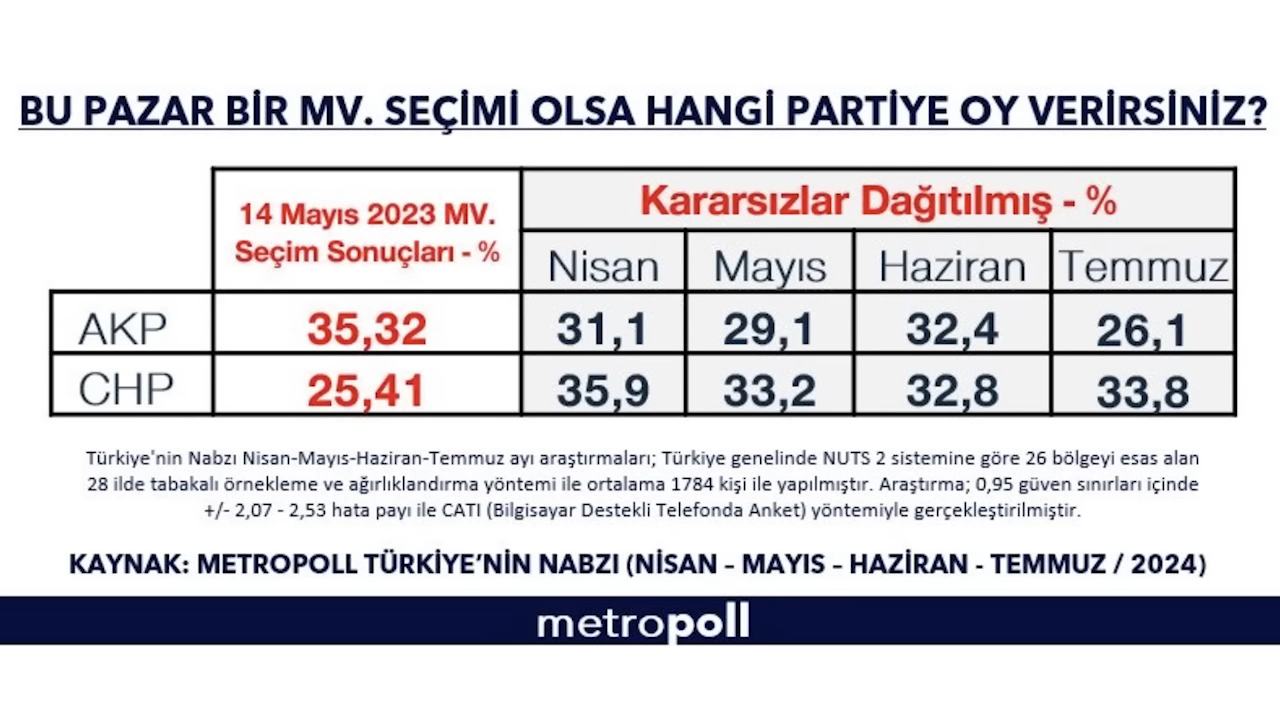 BU PAZAR BİR MV. SEÇİMİ OLSA HANGİ PARTİYE OY VERİRSİNİZ?
14 Mayıs 2023 MV.
Seçim Sonuçları - %
Kararsızlar Dağıtılmış - %
Nisan Mayıs Haziran Temmuz
AKP 35,32 31,1 29,1 32,4 26,1
CHP 25,41 35,9 33,2 32,8 33,8
Türkiye'nin Nabzı Nisan-Mayıs-Haziran-Temmuz ayı araştırmaları; Türkiye genelinde NUTS 2 sistemine göre 26 bölgeyi esas alan
28 ilde tabakalı örnekleme ve ağırlıklandırma yöntemi ile ortalama 1784 kişi ile yapılmıştır. Araştırma; 0,95 güven sınırları içinde
+/- 2,07 - 2,53 hata payı ile CATI (Bilgisayar Destekli Telefonda Anket) yöntemiyle gerçekleştirilmiştir.
KAYNAK: METROPOLL TÜRKİYE’NİN NABZI (NİSAN – MAYIS – HAZİRAN - TEMMUZ / 2024)
metropoll